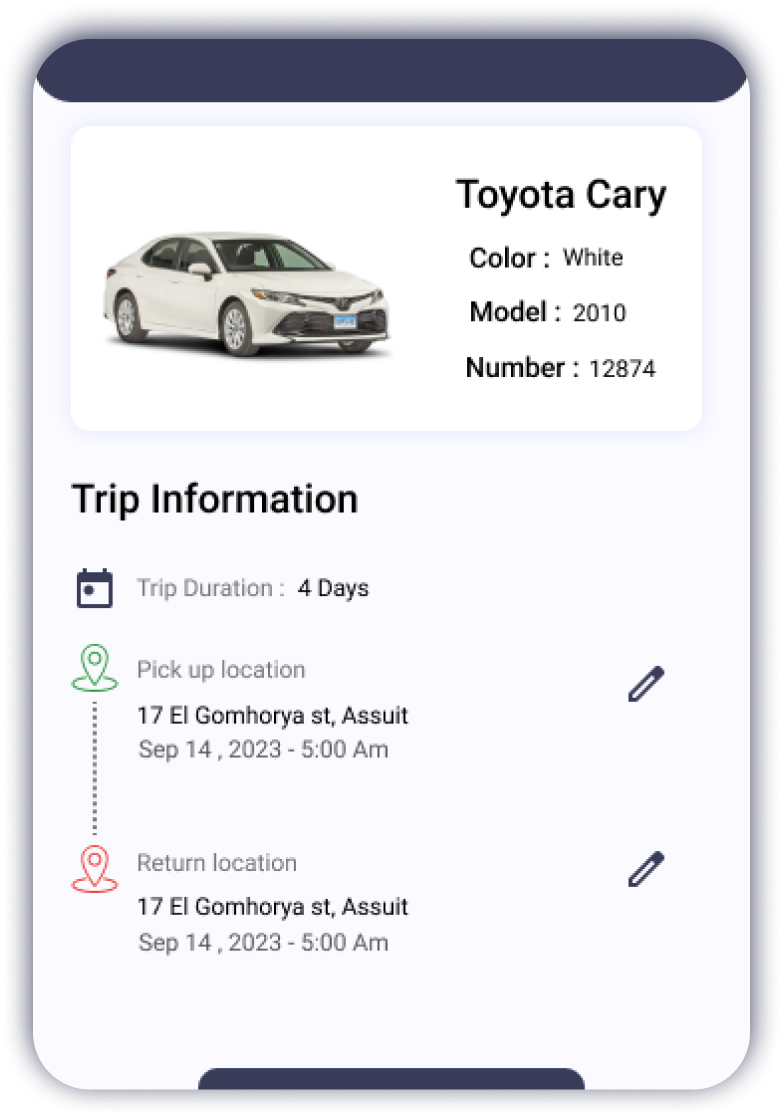 Toyota Cary
Color : White
Model : 2010
Number : 12874
Trip Information
Trip Duration : 4 Days
Pick up location
17 El Gomhorya st, Assuit
Sep 14 , 2023 - 5:00 Am
Return location
17 El Gomhorya st, Assuit
Sep 14 , 2023 - 5:00 Am